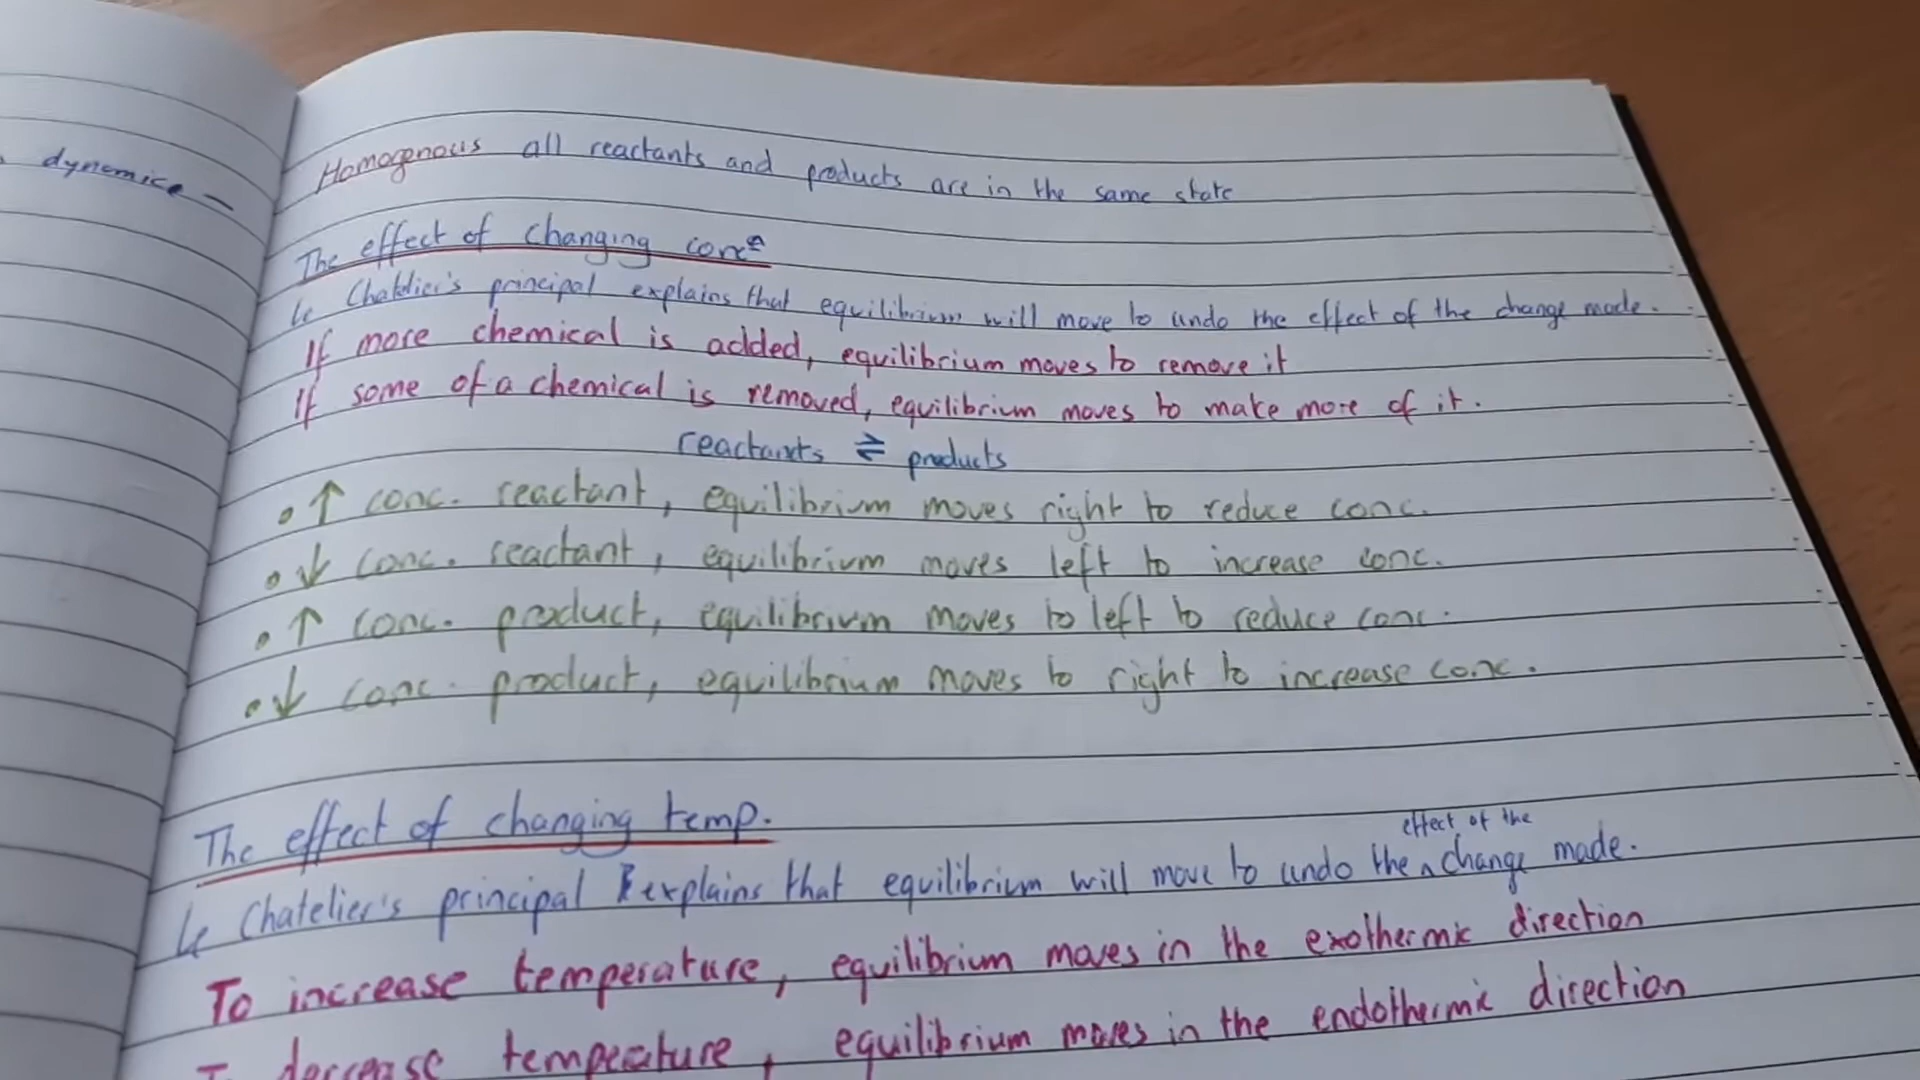 dynamice –
Homogenous all reactants and products are in the same state
The effect of changing concⁿ
Le Chatelier's principal explains that equilibrium will move to undo the effect of the change made.
If more chemical is added, equilibrium moves to remove it
If some of a chemical is removed, equilibrium moves to make more of it.
reactants ⇌ products
• ↑ conc. reactant, equilibrium moves right to reduce conc.
• ↓ conc. reactant, equilibrium moves left to increase conc.
• ↑ conc. product, equilibrium moves to left to reduce conc.
• ↓ conc. product, equilibrium moves to right to increase conc.
The effect of changing temp.
effect of the
Le Chatelier's principal explains that equilibrium will move to undo the ^ change made.
To increase temperature, equilibrium moves in the exothermic direction
To decrease temperature, equilibrium moves in the endothermic direction